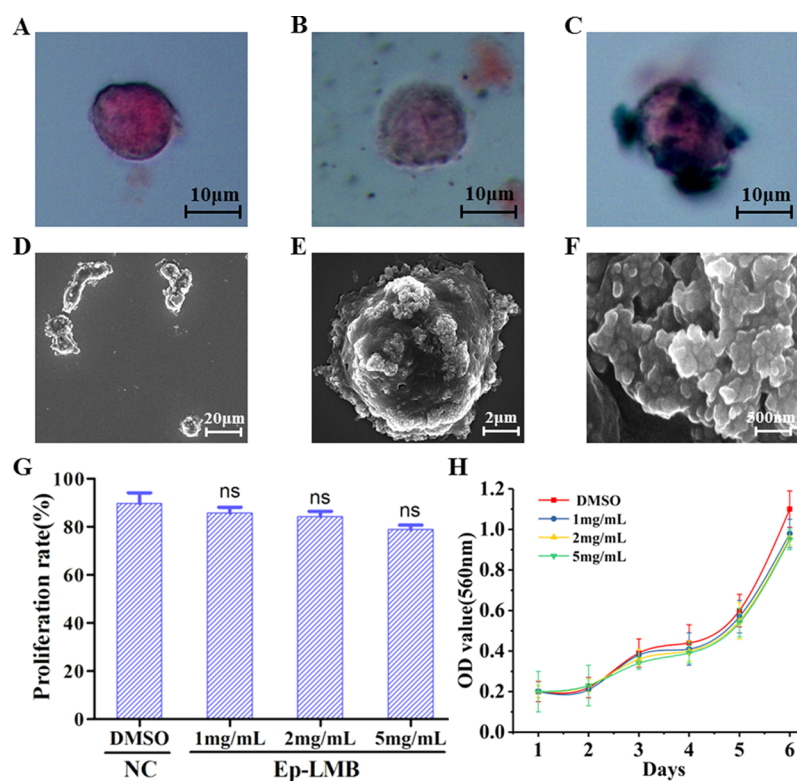 A
B
C
10μm
10μm
10μm
D
E
F
20μm
2μm
500nm
G
H
Proliferation rate(%)
100
80
60
40
20
0
ns
ns
ns
DMSO
1mg/mL
2mg/mL
5mg/mL
NC
Ep-LMB
OD value(560nm)
1.2
1.0
0.8
0.6
0.4
0.2
0.0
DMSO
1mg/mL
2mg/mL
5mg/mL
1 2 3 4 5 6
Days